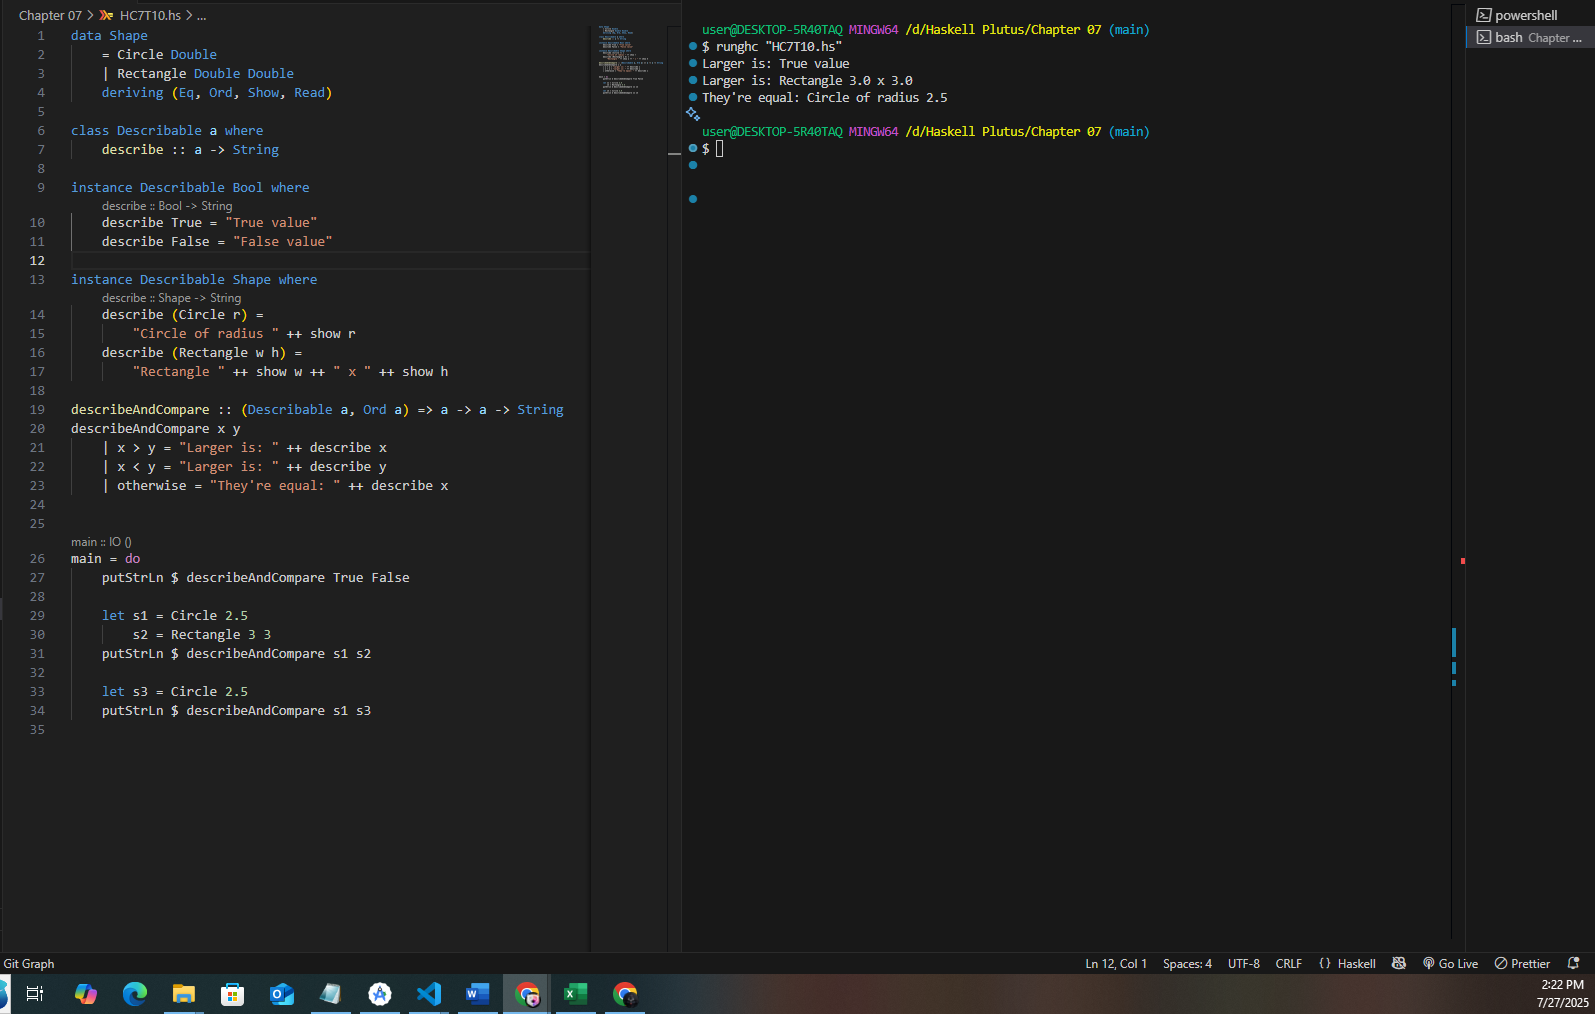 Chapter 07 > HC7T10.hs > ...
1 data Shape
2 = Circle Double
3 | Rectangle Double Double
4 deriving (Eq, Ord, Show, Read)
5
6 class Describable a where
7 describe :: a -> String
8
9 instance Describable Bool where
describe :: Bool -> String
10 describe True = "True value"
11 describe False = "False value"
12
13 instance Describable Shape where
describe :: Shape -> String
14 describe (Circle r) =
15 "Circle of radius " ++ show r
16 describe (Rectangle w h) =
17 "Rectangle " ++ show w ++ " x " ++ show h
18
19 describeAndCompare :: (Describable a, Ord a) => a -> a -> String
20 describeAndCompare x y
21 | x > y = "Larger is: " ++ describe x
22 | x < y = "Larger is: " ++ describe y
23 | otherwise = "They're equal: " ++ describe x
24
25
main :: IO ()
26 main = do
27 putStrLn $ describeAndCompare True False
28
29 let s1 = Circle 2.5
30 s2 = Rectangle 3 3
31 putStrLn $ describeAndCompare s1 s2
32
33 let s3 = Circle 2.5
34 putStrLn $ describeAndCompare s1 s3
35
user@DESKTOP-5R40TAQ MINGW64 /d/Haskell Plutus/Chapter 07 (main)
$ runghc "HC7T10.hs"
Larger is: True value
Larger is: Rectangle 3.0 x 3.0
They're equal: Circle of radius 2.5
user@DESKTOP-5R40TAQ MINGW64 /d/Haskell Plutus/Chapter 07 (main)
$
powershell
bash Chapter ...
Git Graph
Ln 12, Col 1 Spaces: 4 UTF-8 CRLF {} Haskell Go Live Prettier
2:22 PM
7/27/2025